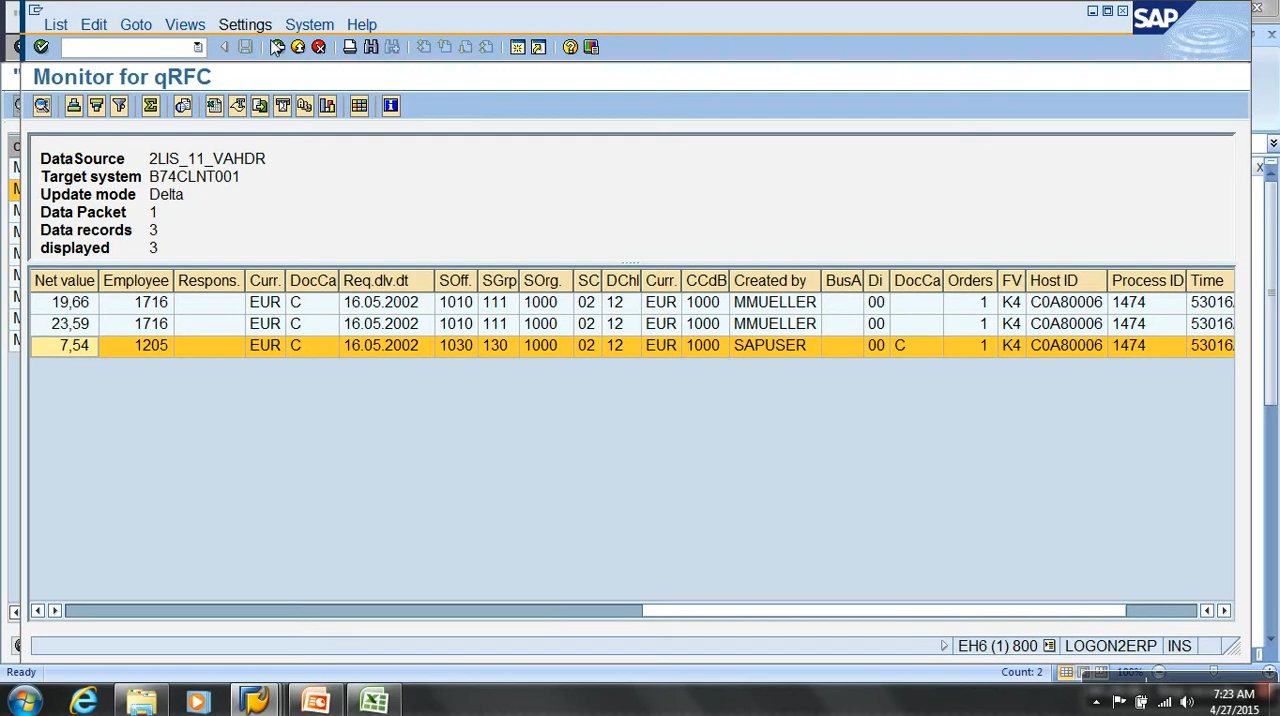 List Edit Goto Views Settings System Help
SAP
Monitor for qRFC
DataSource 2LIS_11_VAHDR
Target system B74CLNT001
Update mode Delta
Data Packet 1
Data records 3
displayed 3
Net value Employee Respons. Curr. DocCa Req.dlv.dt SOff. SGrp SOrg. SC DChl Curr. CCdB Created by BusA Di DocCa Orders FV Host ID Process ID Time
19,66 1716 EUR C 16.05.2002 1010 111 1000 02 12 EUR 1000 MMUELLER 00 1 K4 C0A80006 1474 53016
23,59 1716 EUR C 16.05.2002 1010 111 1000 02 12 EUR 1000 MMUELLER 00 1 K4 C0A80006 1474 53016
7,54 1205 EUR C 16.05.2002 1030 130 1000 02 12 EUR 1000 SAPUSER 00 C 1 K4 C0A80006 1474 53016
EH6 (1) 800 LOGON2ERP INS
Ready Count: 2 100%
7:23 AM
4/27/2015